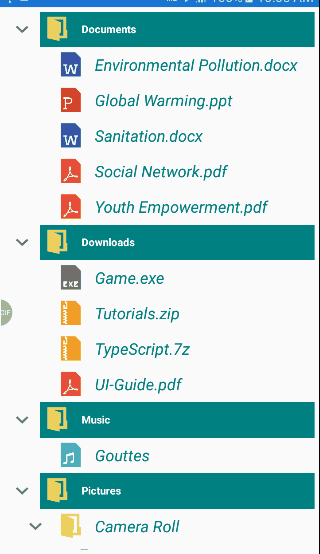 Documents
Environmental Pollution.docx
Global Warming.ppt
Sanitation.docx
Social Network.pdf
Youth Empowerment.pdf
Downloads
Game.exe
Tutorials.zip
TypeScript.7z
UI-Guide.pdf
Music
Gouttes
Pictures
Camera Roll